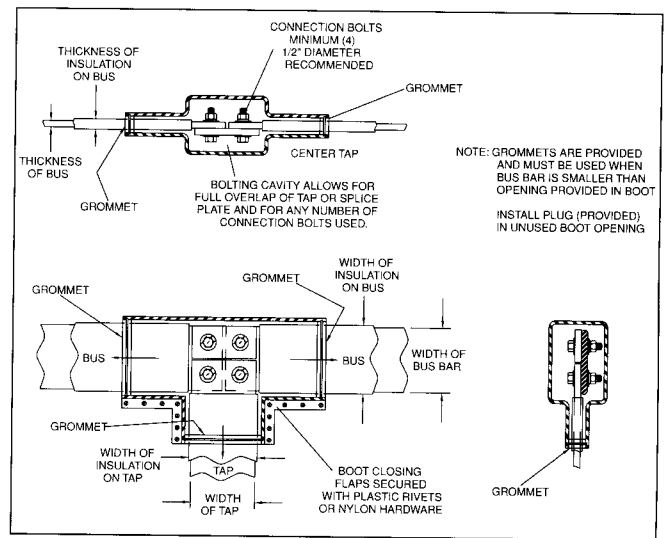 CONNECTION BOLTS
MINIMUM (4)
1/2" DIAMETER
RECOMMENDED
THICKNESS OF
INSULATION
ON BUS
GROMMET
THICKNESS
OF BUS
GROMMET
CENTER TAP
BOLTING CAVITY ALLOWS FOR
FULL OVERLAP OF TAP OR SPLICE
PLATE AND FOR ANY NUMBER OF
CONNECTION BOLTS USED.
NOTE: GROMMETS ARE PROVIDED
AND MUST BE USED WHEN
BUS BAR IS SMALLER THAN
OPENING PROVIDED IN BOOT
INSTALL PLUG (PROVIDED)
IN UNUSED BOOT OPENING
GROMMET
GROMMET
WIDTH OF
INSULATION
ON BUS
BUS
BUS
WIDTH OF
BUS BAR
GROMMET
WIDTH OF
INSULATION
ON TAP
TAP
WIDTH
OF TAP
BOOT CLOSING
FLAPS SECURED
WITH PLASTIC RIVETS
OR NYLON HARDWARE
GROMMET